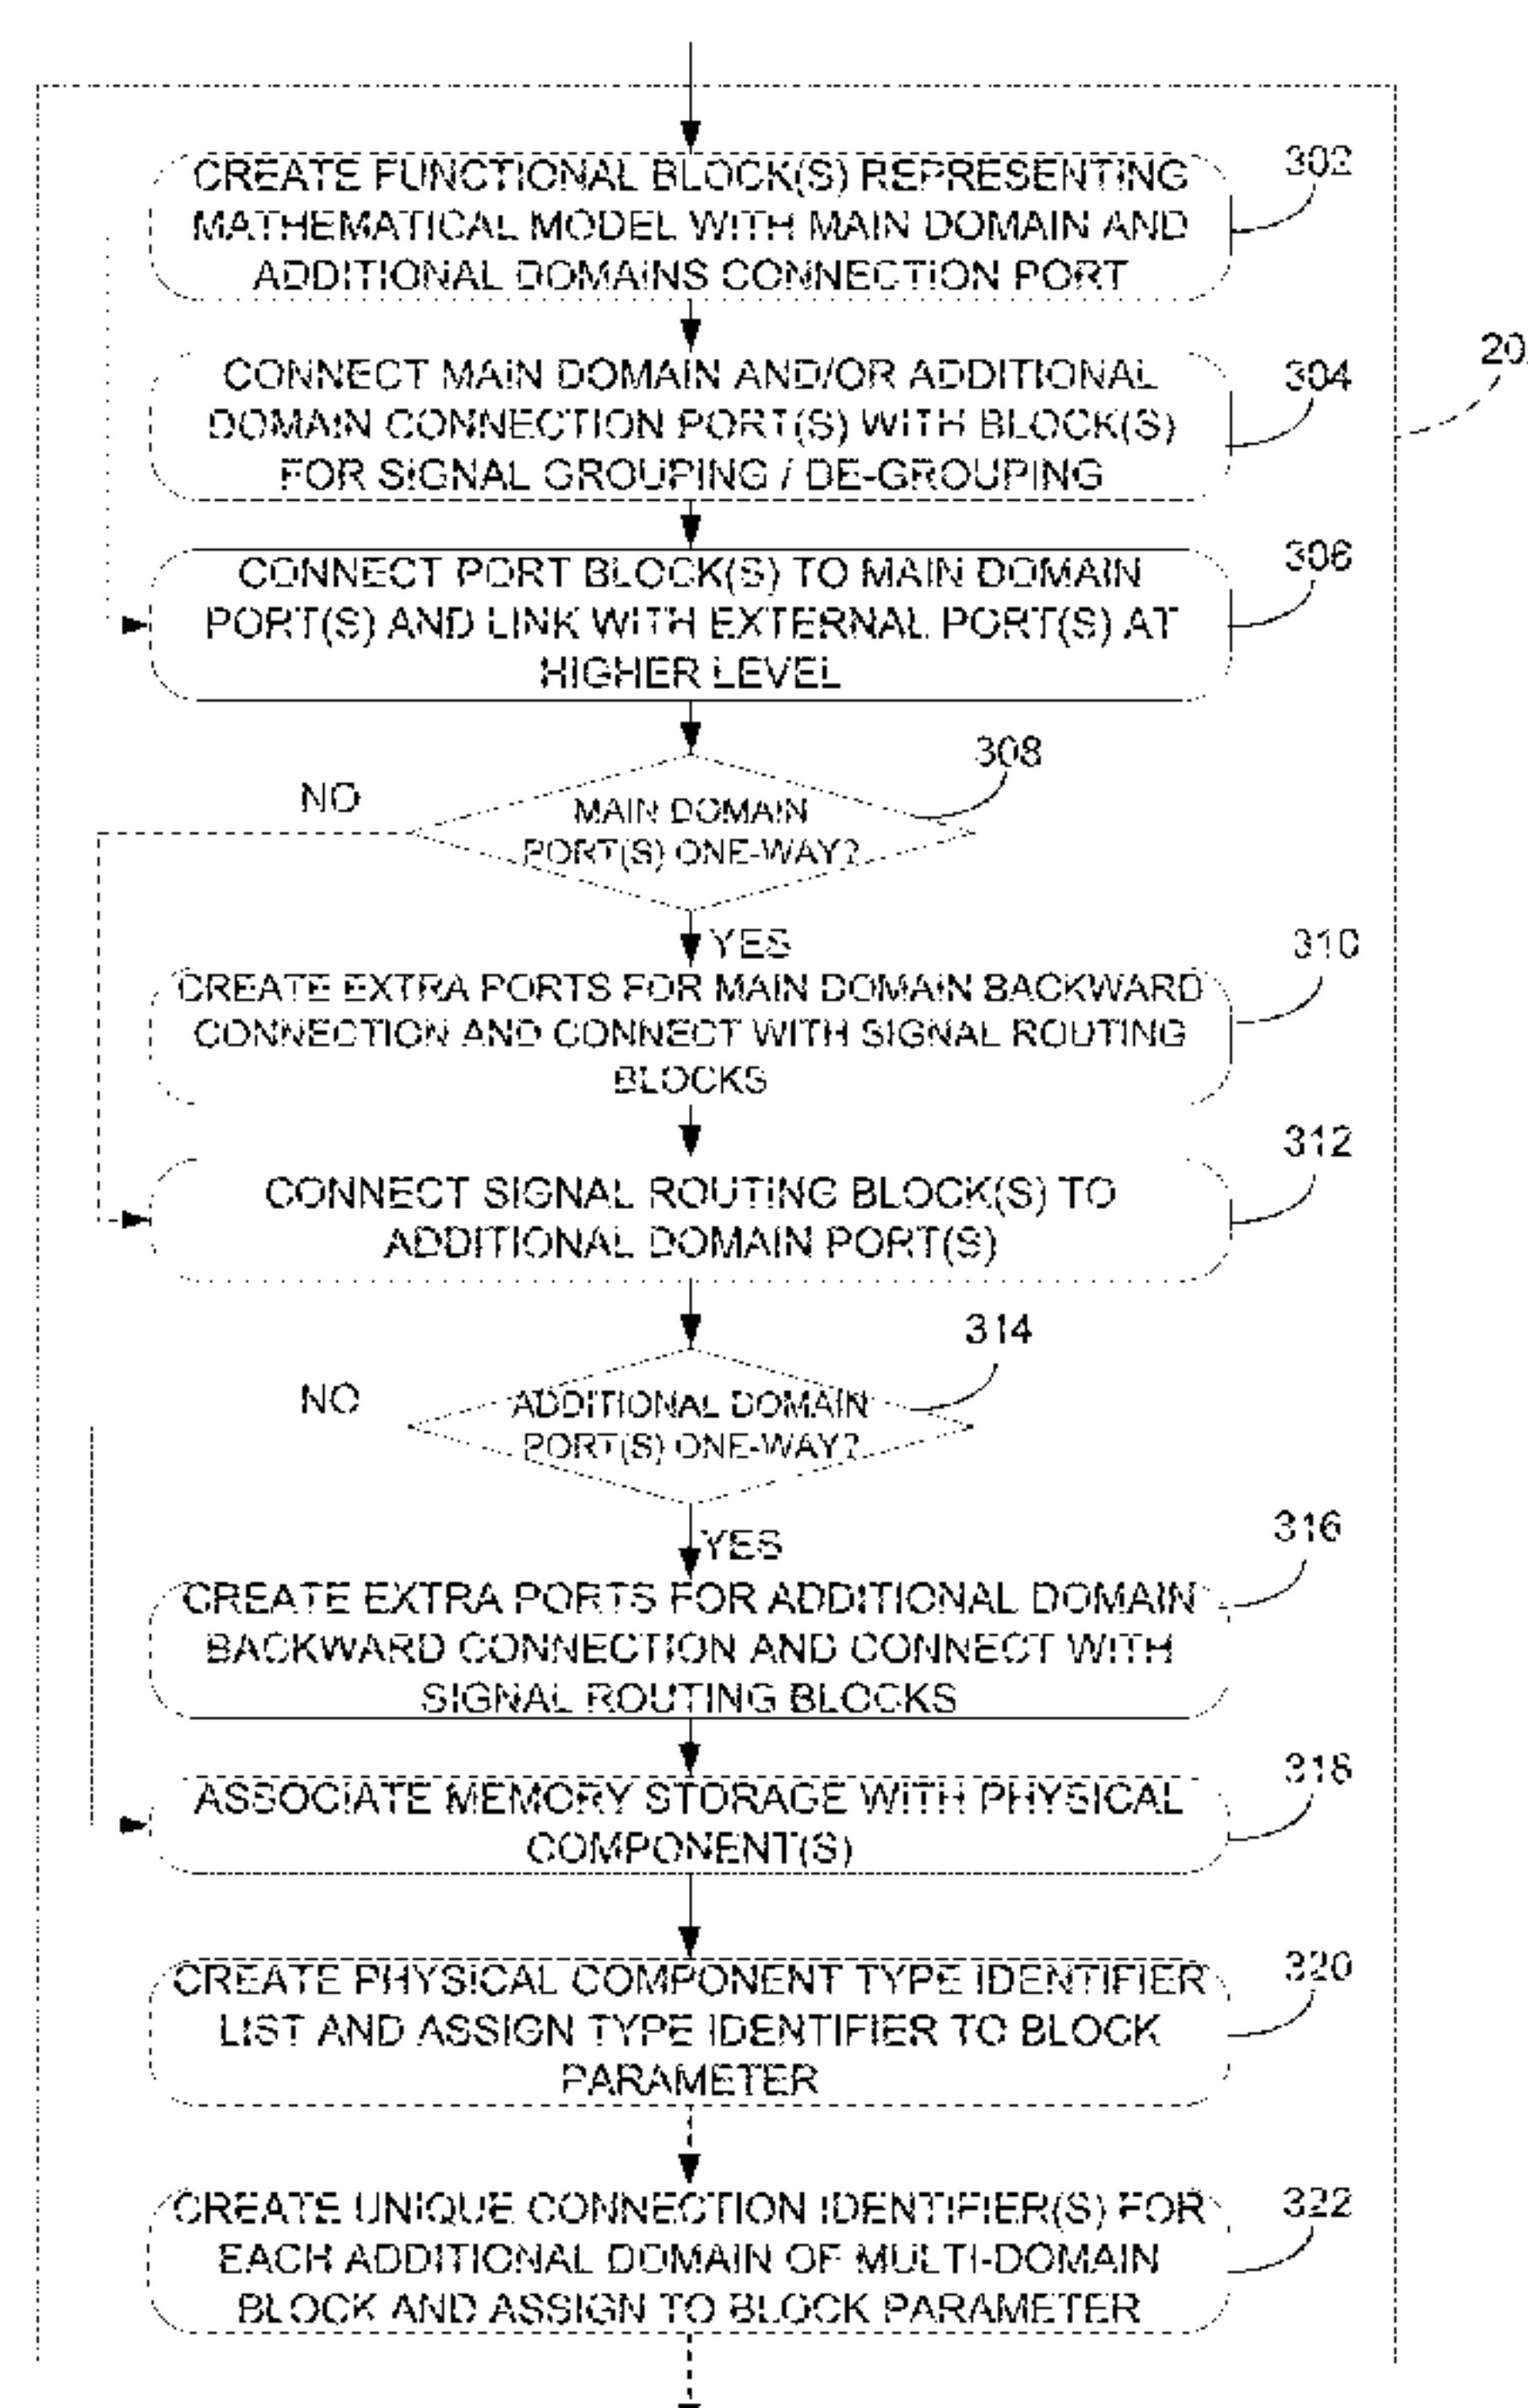 302
CREATE FUNCTIONAL BLOCK(S) REPRESENTING
MATHEMATICAL MODEL WITH MAIN DOMAIN AND
ADDITIONAL DOMAINS CONNECTION PORT
20
304
CONNECT MAIN DOMAIN AND/OR ADDITIONAL
DOMAIN CONNECTION PORT(S) WITH BLOCK(S)
FOR SIGNAL GROUPING / DE-GROUPING
306
CONNECT PORT BLOCK(S) TO MAIN DOMAIN
PORT(S) AND LINK WITH EXTERNAL PORT(S) AT
HIGHER LEVEL
308
NO
MAIN DOMAIN
PORT(S) ONE-WAY?
YES
310
CREATE EXTRA PORTS FOR MAIN DOMAIN BACKWARD
CONNECTION AND CONNECT WITH SIGNAL ROUTING
BLOCKS
312
CONNECT SIGNAL ROUTING BLOCK(S) TO
ADDITIONAL DOMAIN PORT(S)
314
NO
ADDITIONAL DOMAIN
PORT(S) ONE-WAY?
YES
316
CREATE EXTRA PORTS FOR ADDITIONAL DOMAIN
BACKWARD CONNECTION AND CONNECT WITH
SIGNAL ROUTING BLOCKS
318
ASSOCIATE MEMORY STORAGE WITH PHYSICAL
COMPONENT(S)
320
CREATE PHYSICAL COMPONENT TYPE IDENTIFIER
LIST AND ASSIGN TYPE IDENTIFIER TO BLOCK
PARAMETER
322
CREATE UNIQUE CONNECTION IDENTIFIER(S) FOR
EACH ADDITIONAL DOMAIN OF MULTI-DOMAIN
BLOCK AND ASSIGN TO BLOCK PARAMETER